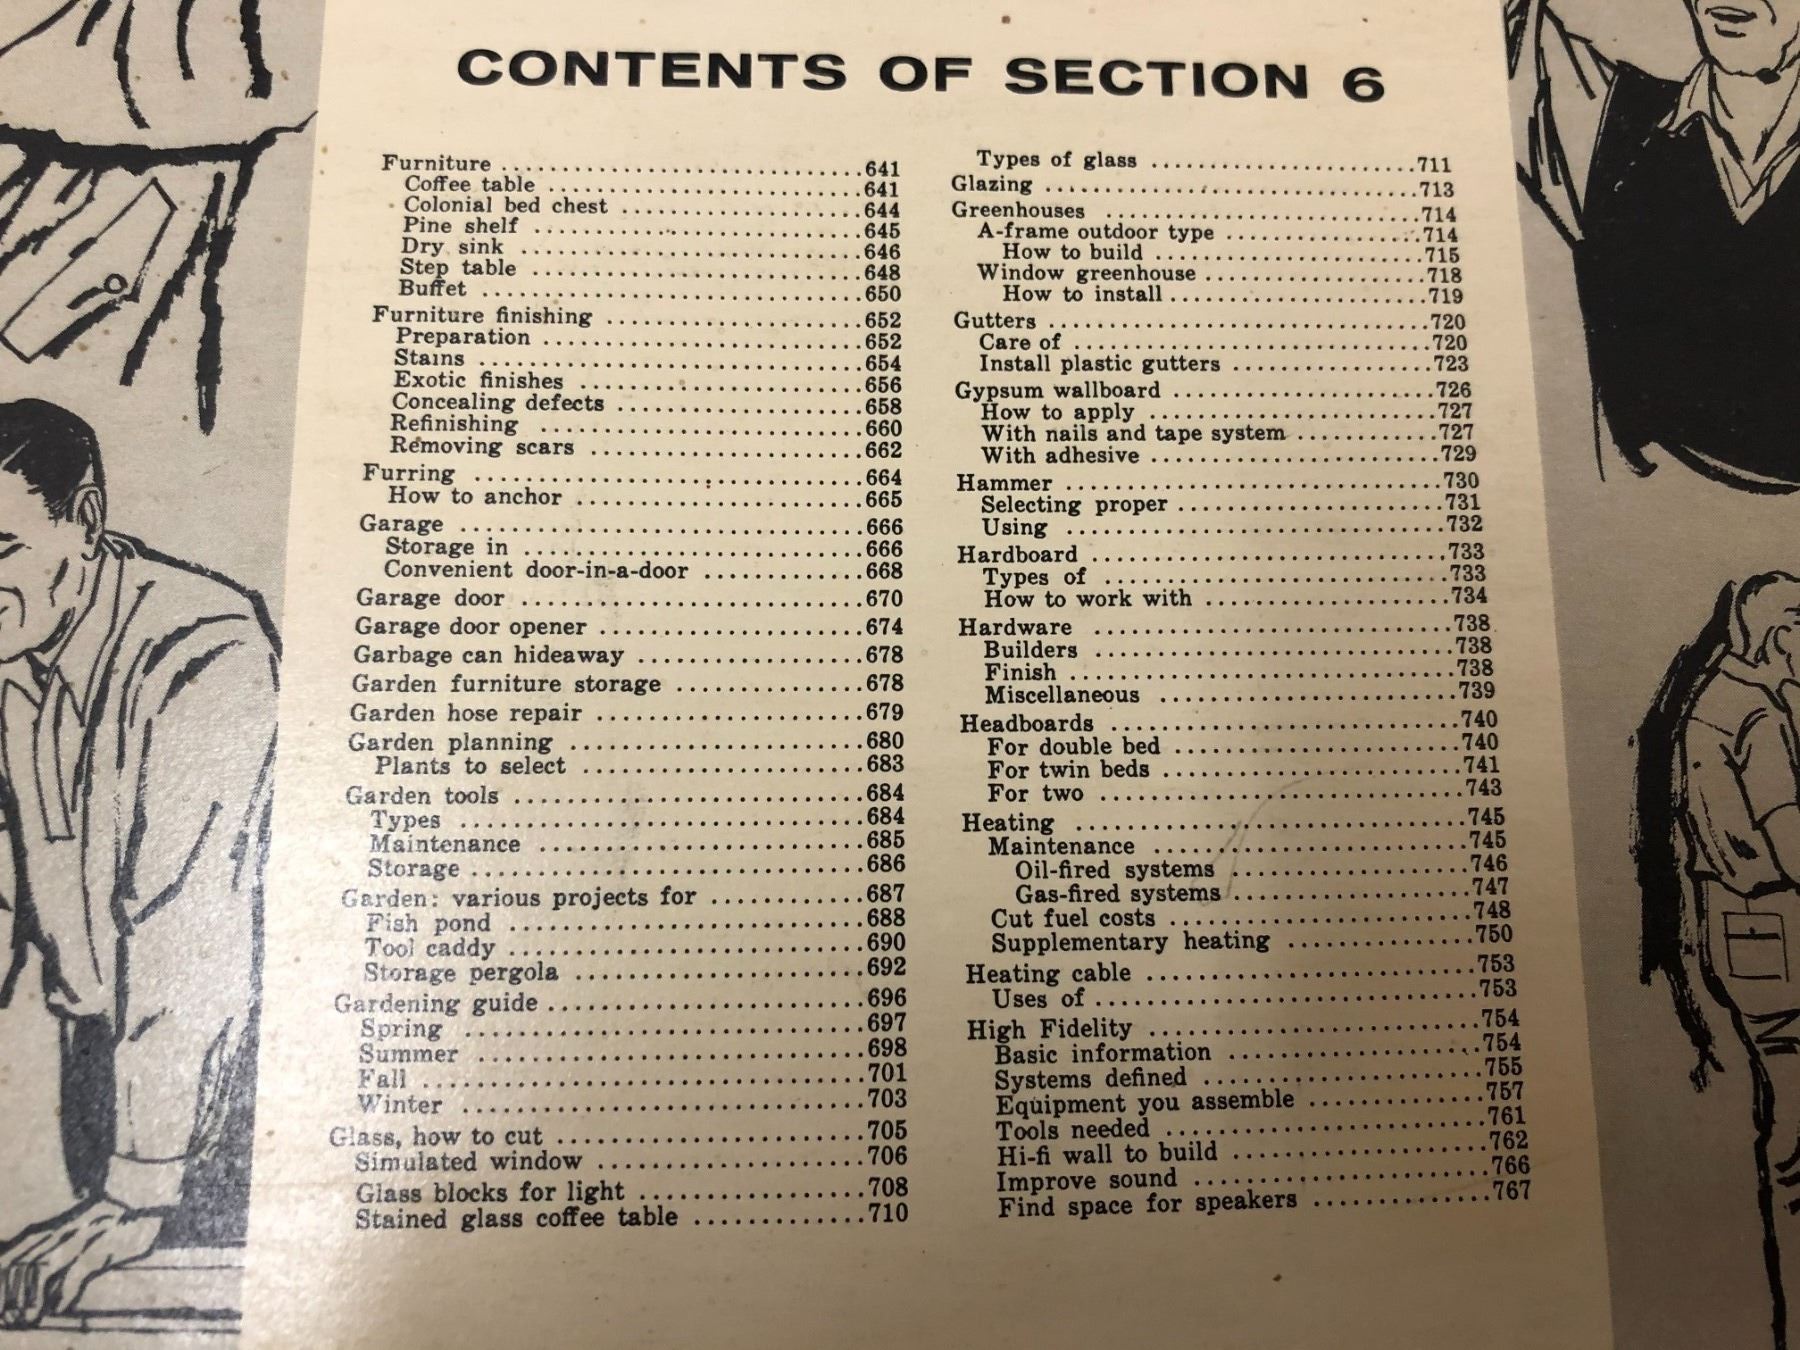 CONTENTS OF SECTION 6
Furniture ........................... 641
Coffee table ........................ 641
Colonial bed chest .................. 644
Pine shelf .......................... 645
Dry sink ............................ 646
Step table .......................... 648
Buffet .............................. 650
Furniture finishing ................. 652
Preparation ......................... 652
Stains .............................. 654
Exotic finishes ..................... 656
Concealing defects .................. 658
Refinishing ......................... 660
Removing scars ...................... 662
Furring ............................. 664
How to anchor ....................... 665
Garage .............................. 666
Storage in .......................... 666
Convenient door-in-a-door ........... 668
Garage door ......................... 670
Garage door opener .................. 674
Garbage can hideaway ................ 678
Garden furniture storage ............ 678
Garden hose repair .................. 679
Garden planning ..................... 680
Plants to select .................... 683
Garden tools ........................ 684
Types ............................... 684
Maintenance ......................... 685
Storage ............................. 686
Garden: various projects for ........ 687
Fish pond ........................... 688
Tool caddy .......................... 690
Storage pergola ..................... 692
Gardening guide ..................... 696
Spring .............................. 697
Summer .............................. 698
Fall ................................ 701
Winter .............................. 703
Glass, how to cut ................... 705
Simulated window .................... 706
Glass blocks for light .............. 708
Stained glass coffee table .......... 710
Types of glass ...................... 711
Glazing ............................. 713
Greenhouses ......................... 714
A-frame outdoor type ................ 714
How to build ........................ 715
Window greenhouse ................... 718
How to install ...................... 719
Gutters ............................. 720
Care of ............................. 720
Install plastic gutters ............. 723
Gypsum wallboard .................... 726
How to apply ........................ 727
With nails and tape system .......... 727
With adhesive ....................... 729
Hammer .............................. 730
Selecting proper .................... 731
Using ............................... 732
Hardboard ........................... 733
Types of ............................ 733
How to work with .................... 734
Hardware ............................ 738
Builders ............................ 738
Finish .............................. 738
Miscellaneous ....................... 739
Headboards .......................... 740
For double bed ...................... 740
For twin beds ....................... 741
For two ............................. 743
Heating ............................. 745
Maintenance ......................... 745
Oil-fired systems ................... 746
Gas-fired systems ................... 747
Cut fuel costs ...................... 748
Supplementary heating ............... 750
Heating cable ....................... 753
Uses of ............................. 753
High Fidelity ....................... 754
Basic information ................... 754
Systems defined ..................... 755
Equipment you assemble .............. 757
Tools needed ........................ 761
Hi-fi wall to build ................. 762
Improve sound ....................... 766
Find space for speakers ............. 767